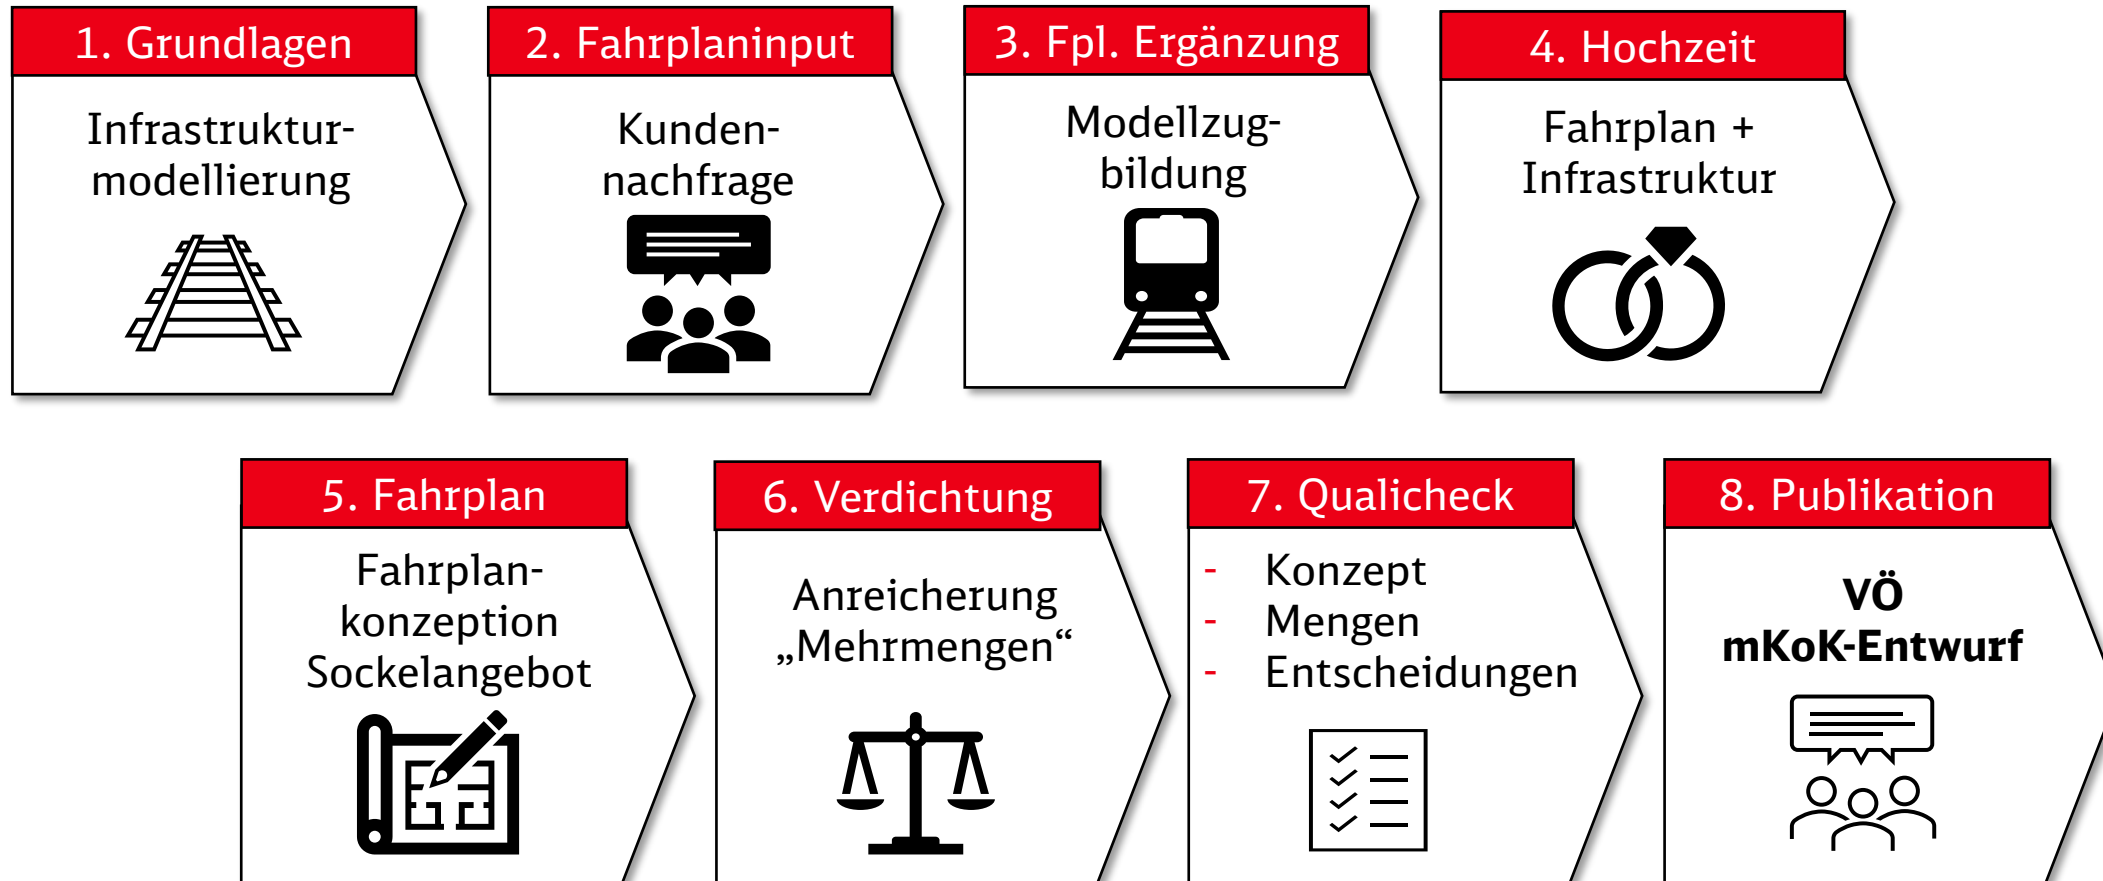 1. Grundlagen
Infrastruktur-
modellierung
2. Fahrplaninput
Kunden-
nachfrage
3. Fpl. Ergänzung
Modellzug-
bildung
4. Hochzeit
Fahrplan +
Infrastruktur
5. Fahrplan
Fahrplan-
konzeption
Sockelangebot
6. Verdichtung
Anreicherung
„Mehrmengen“
7. Qualicheck
- Konzept
- Mengen
- Entscheidungen
8. Publikation
VÖ
mKoK-Entwurf